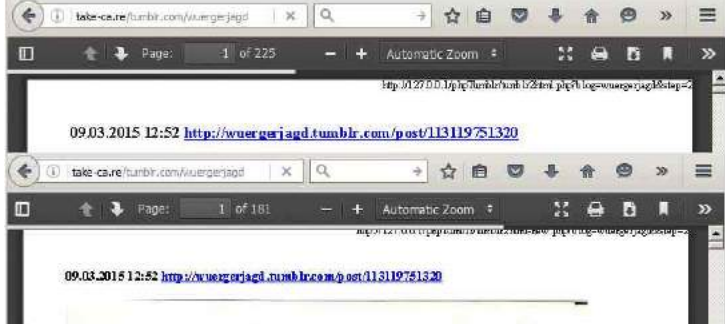 take-ca.re/tumblr.com/wuergerjagd
Page: 1 of 225 Automatic Zoom
09.03.2015 12:52 http://wuergerjagd.tumblr.com/post/113119751320
take-ca.re/tumblr.com/wuergerjagd
Page: 1 of 181 Automatic Zoom
09.03.2015 12:52 http://wuergerjagd.tumblr.com/post/113119751320